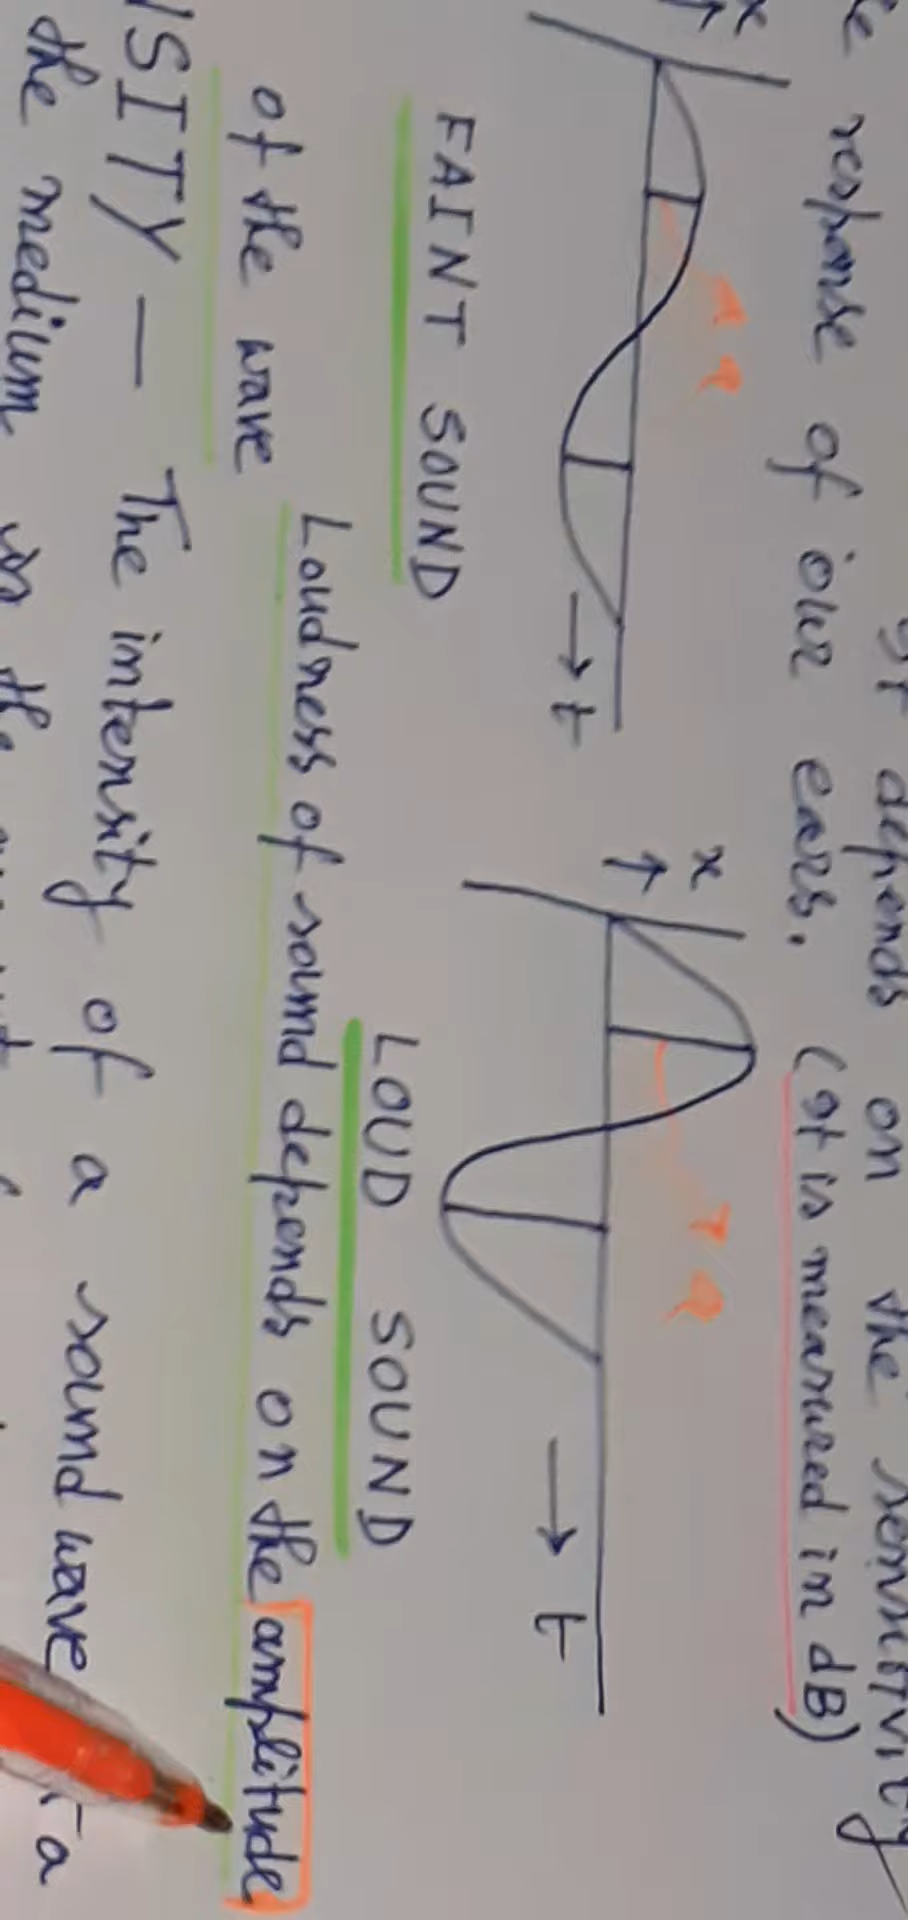 depends on the sensitivity
response of our ears. (It is measured in dB)
x
t
x
t
FAINT SOUND
LOUD SOUND
Loudness of sound depends on the amplitude
of the wave
The intensity of a sound wave
the medium